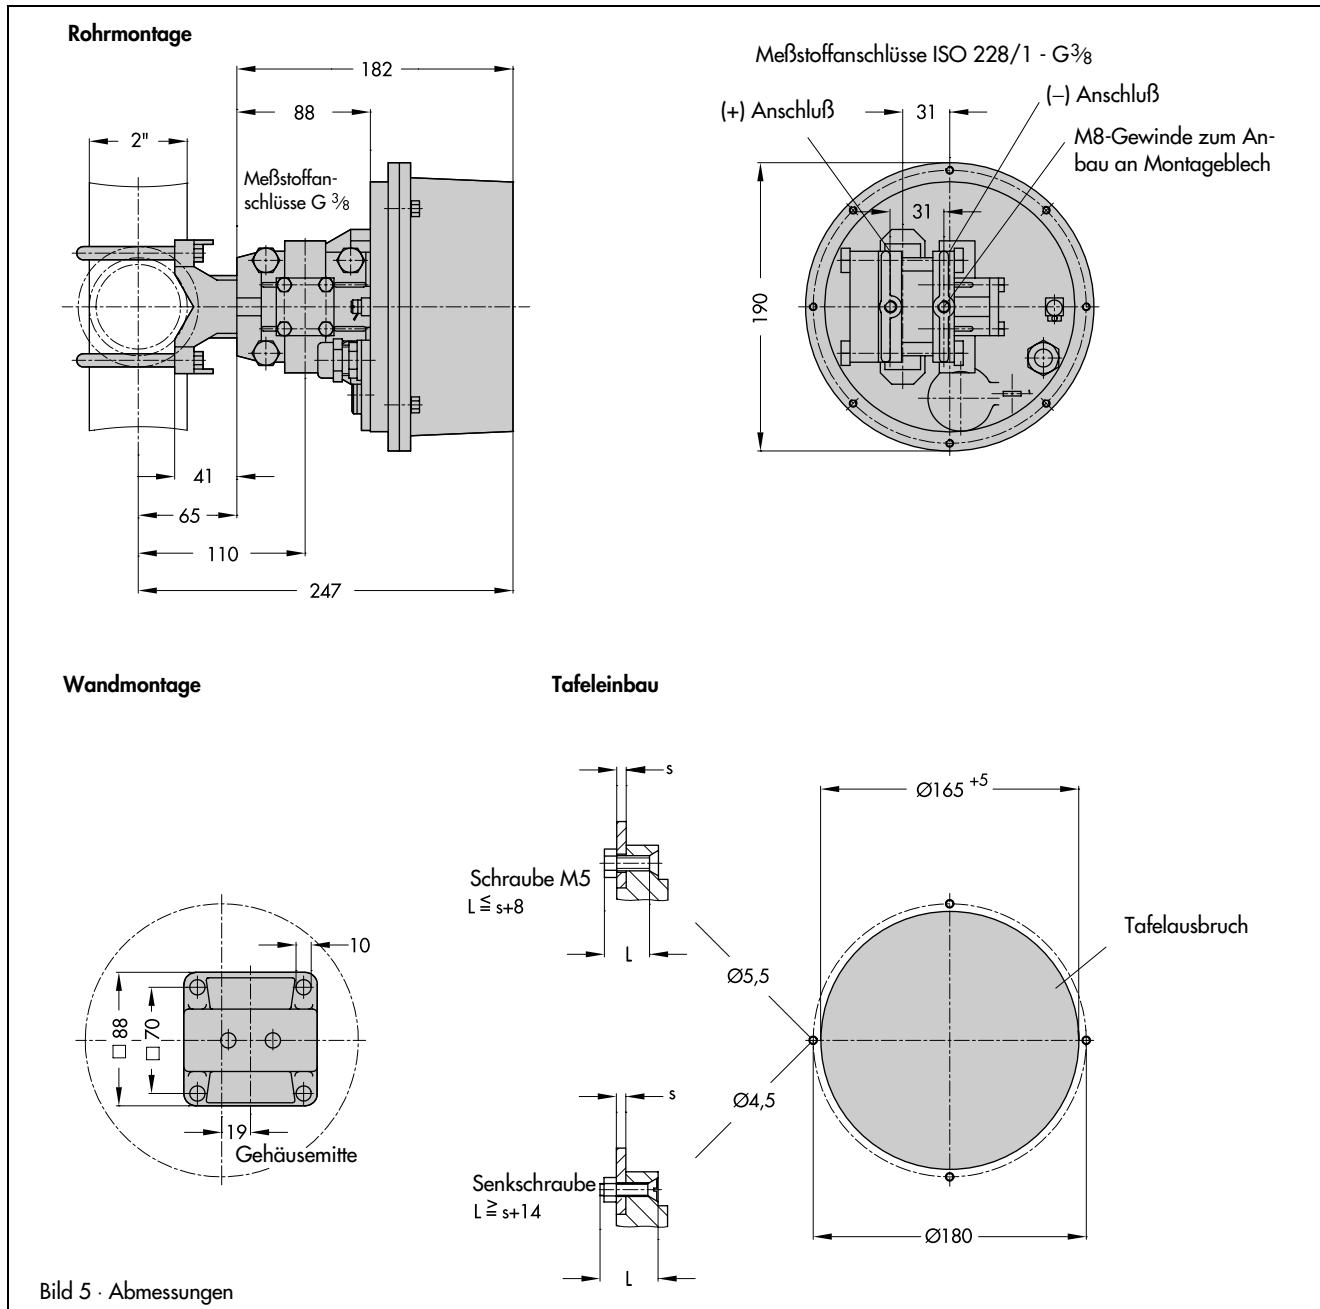 Rohrmontage
182
88
2"
Meßstoffan-
schlüsse G 3/8
41
65
110
247
Meßstoffanschlüsse ISO 228/1 - G3/8
(+) Anschluß
31
(–) Anschluß
M8-Gewinde zum An-
bau an Montageblech
31
190
Wandmontage
10
□ 88
□ 70
19
Gehäusemitte
Tafeleinbau
s
Schraube M5
L ≦ s+8
L
Ø5,5
Ø165 +5
Tafelausbruch
s
Ø4,5
Senkschraube
L ≧ s+14
L
Ø180
Bild 5 · Abmessungen